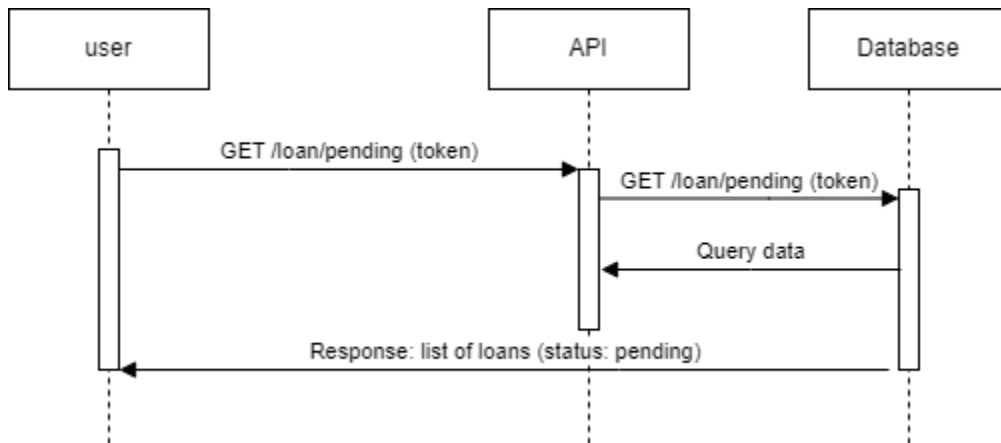 user
API
Database
GET /loan/pending (token)
GET /loan/pending (token)
Query data
Response: list of loans (status: pending)